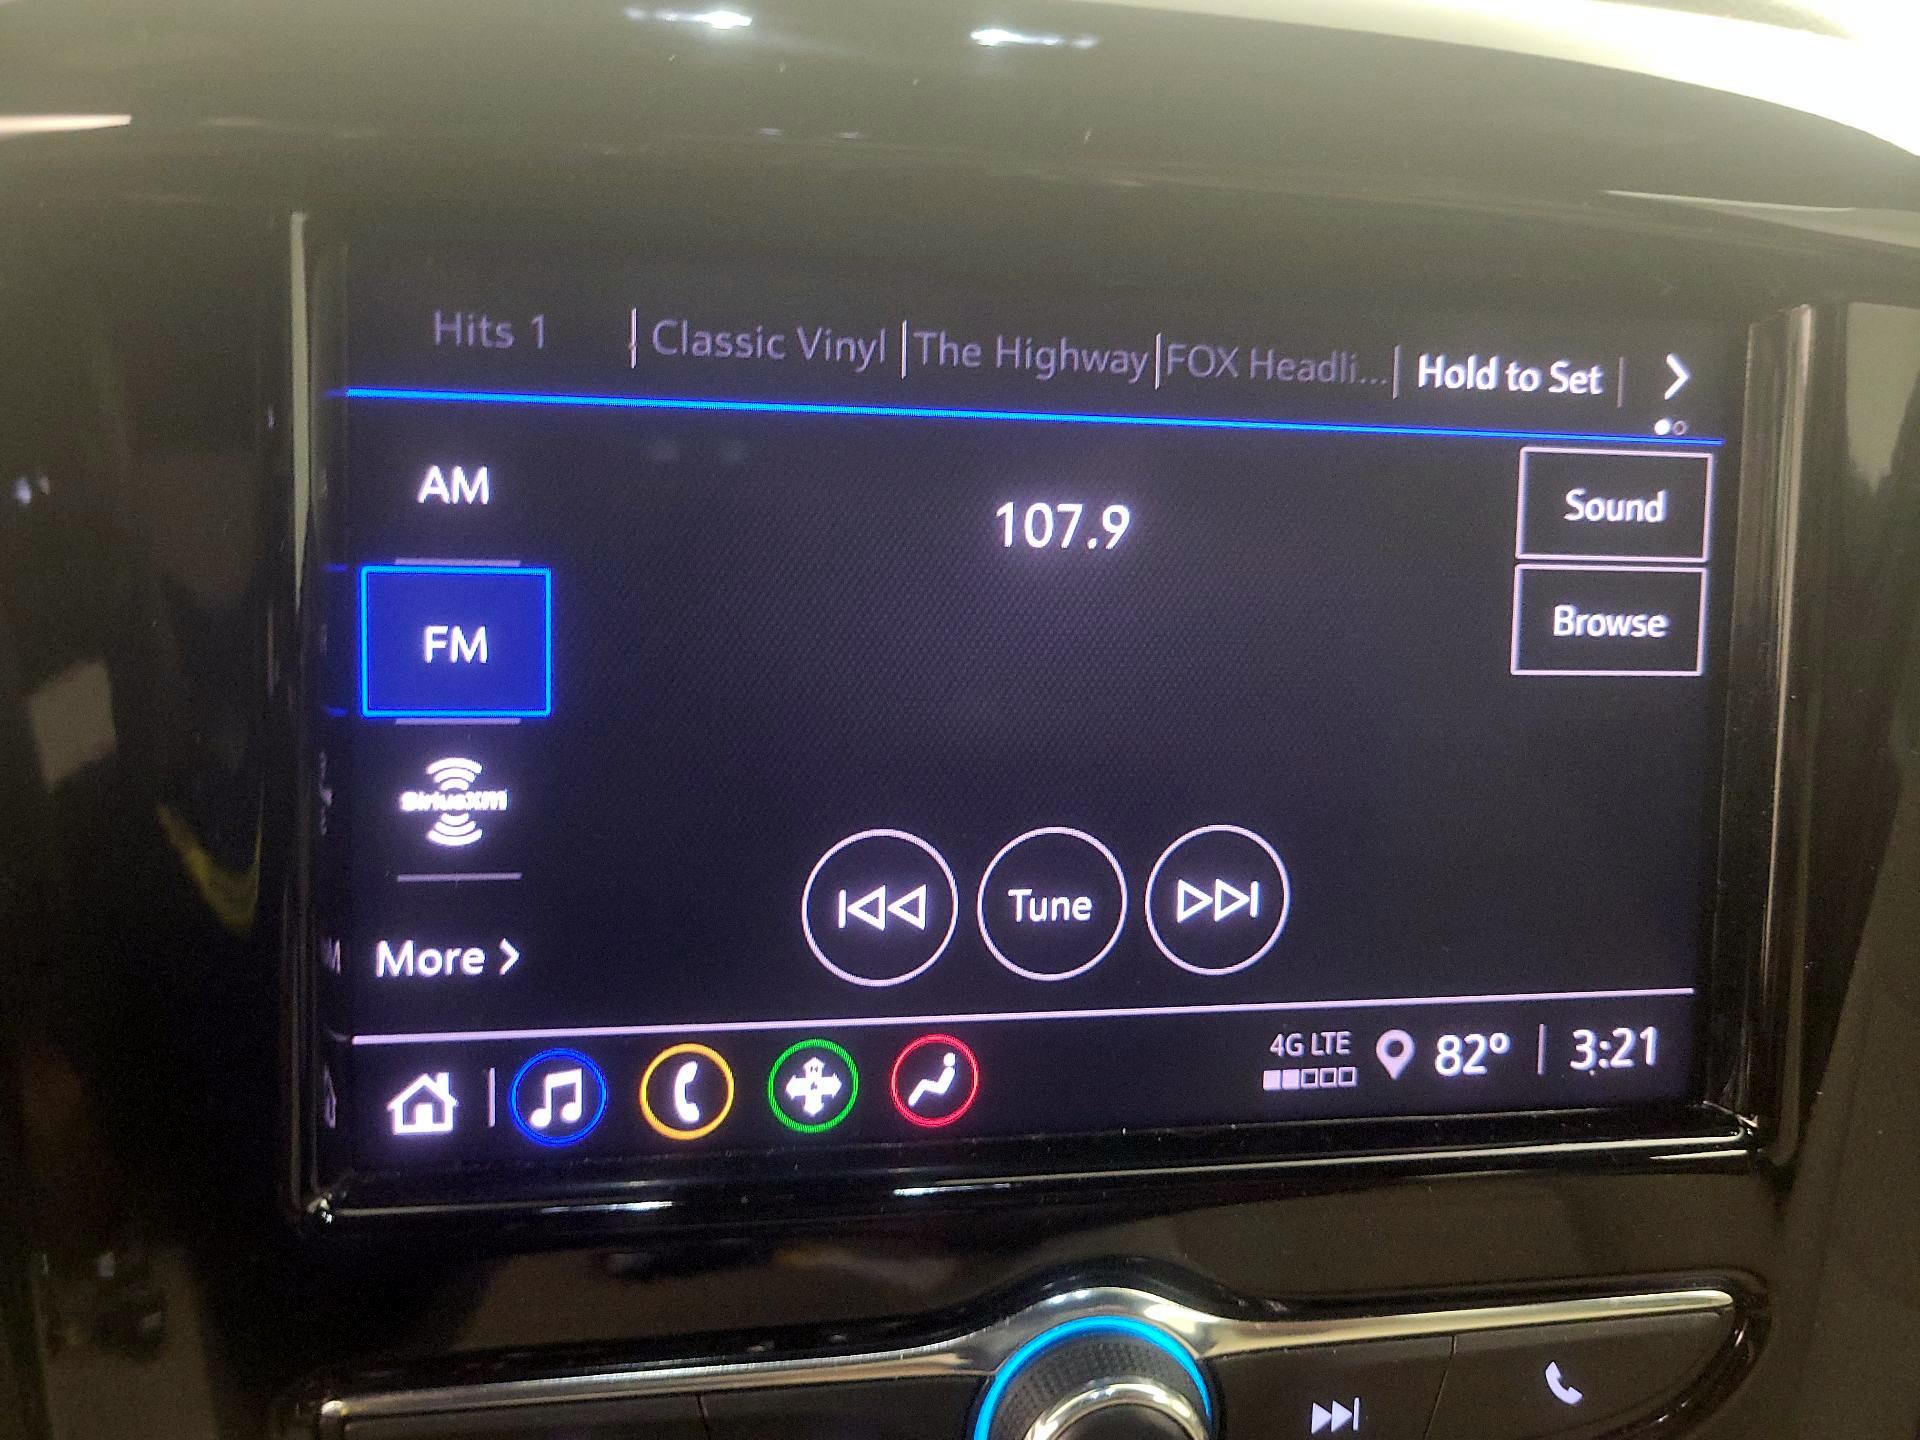 Hits 1
Classic Vinyl
The Highway
FOX Headli...
Hold to Set
AM
107.9
Sound
FM
Browse
SiriusXM
Tune
More
4G LTE
82°
3:21